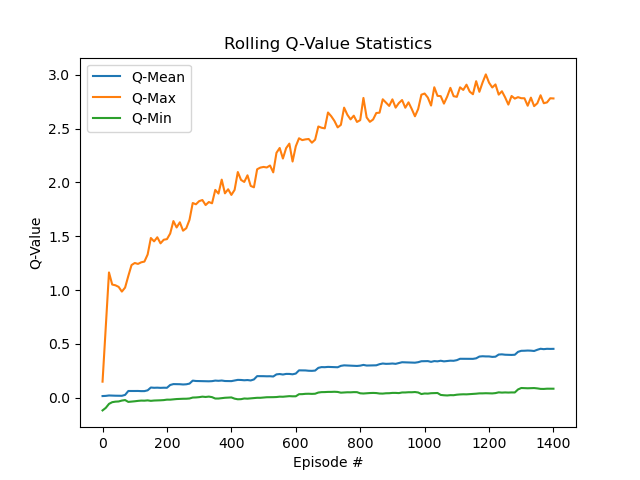 Rolling Q-Value Statistics
Q-Mean
Q-Max
Q-Min
3.0
2.5
2.0
1.5
1.0
0.5
0.0
Q-Value
0 200 400 600 800 1000 1200 1400
Episode #